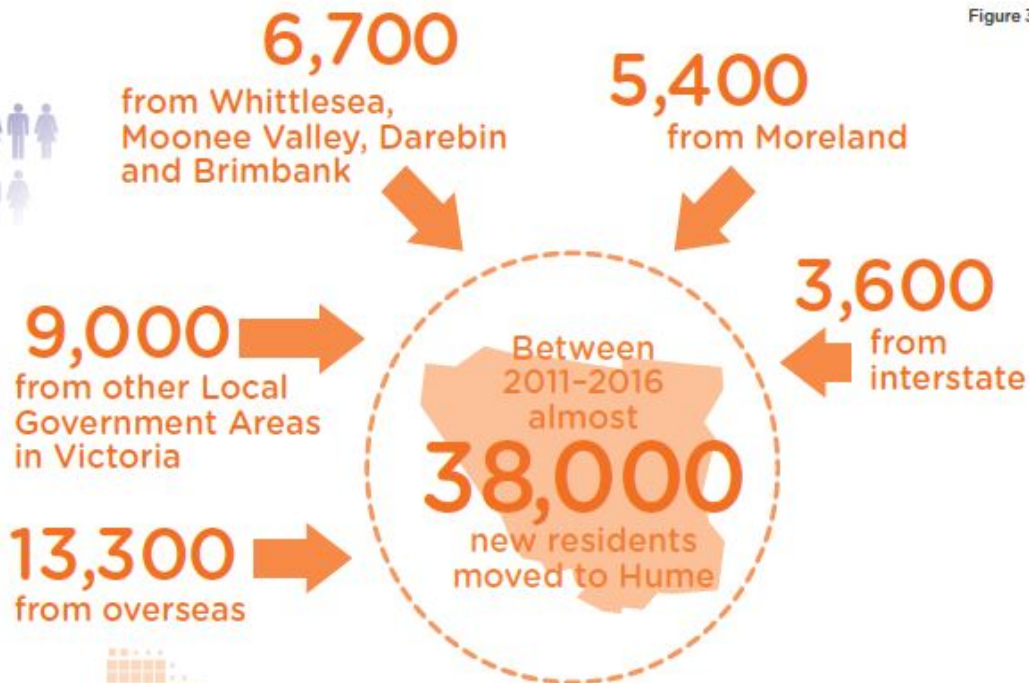 Figure 3
6,700
from Whittlesea,
Moonee Valley, Darebin
and Brimbank
5,400
from Moreland
9,000
from other Local
Government Areas
in Victoria
3,600
from
interstate
13,300
from overseas
Between
2011–2016
almost
38,000
new residents
moved to Hume